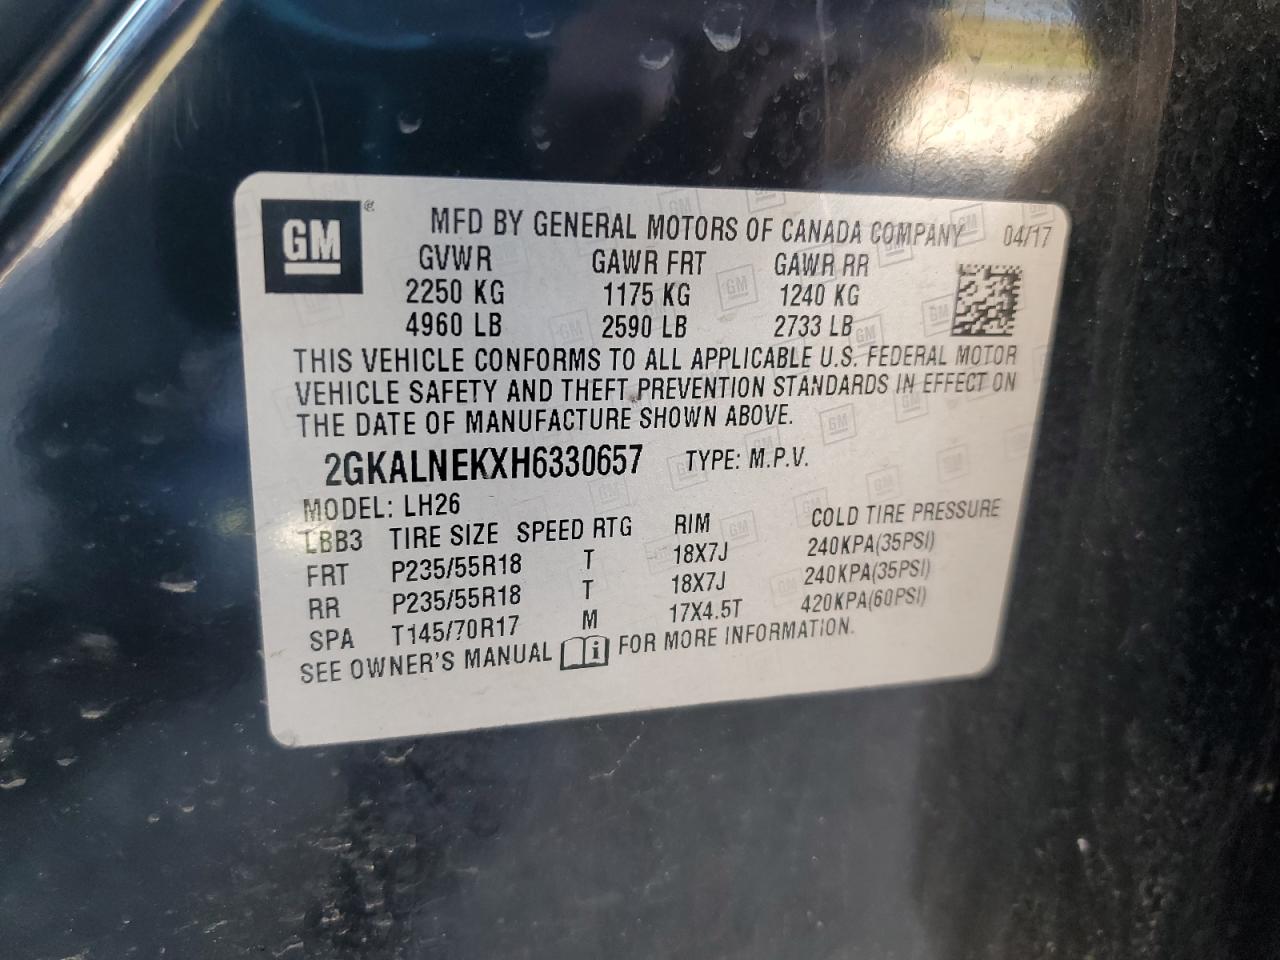 GM ® MFD BY GENERAL MOTORS OF CANADA COMPANY 04/17
GVWR GAWR FRT GAWR RR
2250 KG 1175 KG 1240 KG
4960 LB 2590 LB 2733 LB
THIS VEHICLE CONFORMS TO ALL APPLICABLE U.S. FEDERAL MOTOR
VEHICLE SAFETY AND THEFT PREVENTION STANDARDS IN EFFECT ON
THE DATE OF MANUFACTURE SHOWN ABOVE.
2GKALNEKXH6330657 TYPE: M.P.V.
MODEL: LH26
LBB3 TIRE SIZE SPEED RTG RIM COLD TIRE PRESSURE
FRT P235/55R18 T 18X7J 240KPA(35PSI)
RR P235/55R18 T 18X7J 240KPA(35PSI)
SPA T145/70R17 M 17X4.5T 420KPA(60PSI)
SEE OWNER'S MANUAL i FOR MORE INFORMATION.